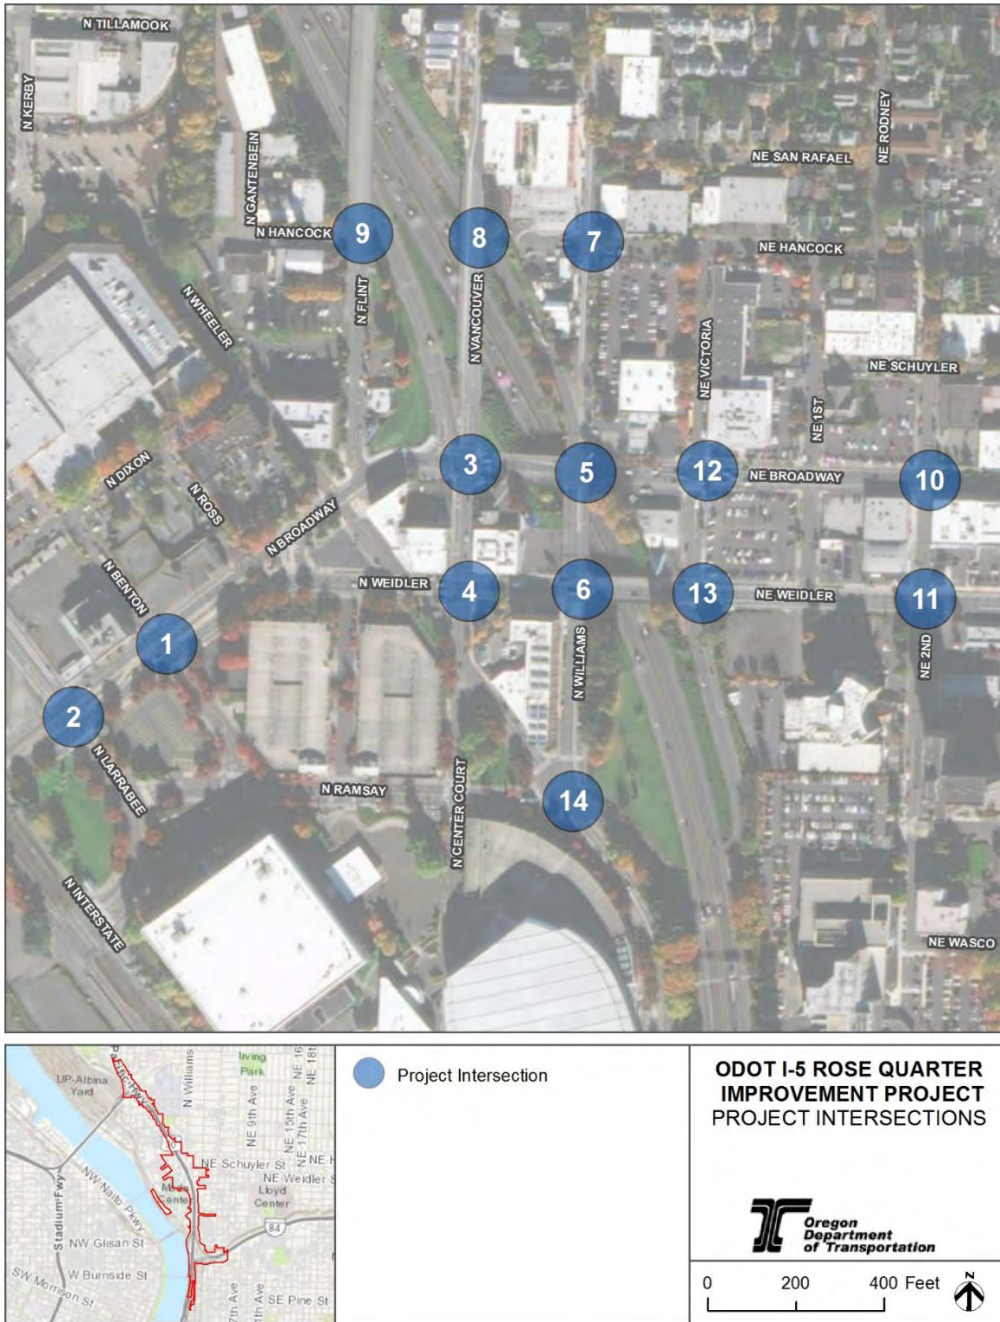 N TILLAMOOK
N KERBY
N GANTENBEIN
NE RODNEY
NE SAN RAFAEL
N HANCOCK
9
8
7
NE HANCOCK
N WHEELER
N FLINT
N VANCOUVER
NE VICTORIA
NE SCHUYLER
NE 1ST
N DIXON
N ROSS
3
5
12
NE BROADWAY
10
N BROADWAY
N BENTON
N WEIDLER
4
6
13
NE WEIDLER
11
1
N WILLIAMS
NE 2ND
2
N LARRABEE
N RAMSAY
N CENTER COURT
14
N INTERSTATE
NE WASCO
UP-Albina
Yard
N Williams
Irving
Park
NE 9th Ave
NE 15th Ave
NE 17th Ave
NE 16
NE 18t
NE Schuyler St
NE H
NE Weidler S
Lloyd
Center
Center
NW Naito Pkwy
Stadium Fwy
84
NW Glisan St
W Burnside St
SW Morrison St
SE Pine St
7th Ave
1th Ave
Project Intersection
ODOT I-5 ROSE QUARTER
IMPROVEMENT PROJECT
PROJECT INTERSECTIONS
Oregon
Department
of Transportation
0 200 400 Feet
N